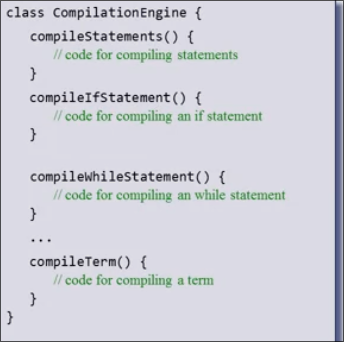 class CompilationEngine {
compileStatements() {
// code for compiling statements
}
compileIfStatement() {
// code for compiling an if statement
}
compileWhileStatement() {
// code for compiling an while statement
}
...
compileTerm() {
// code for compiling a term
}
}